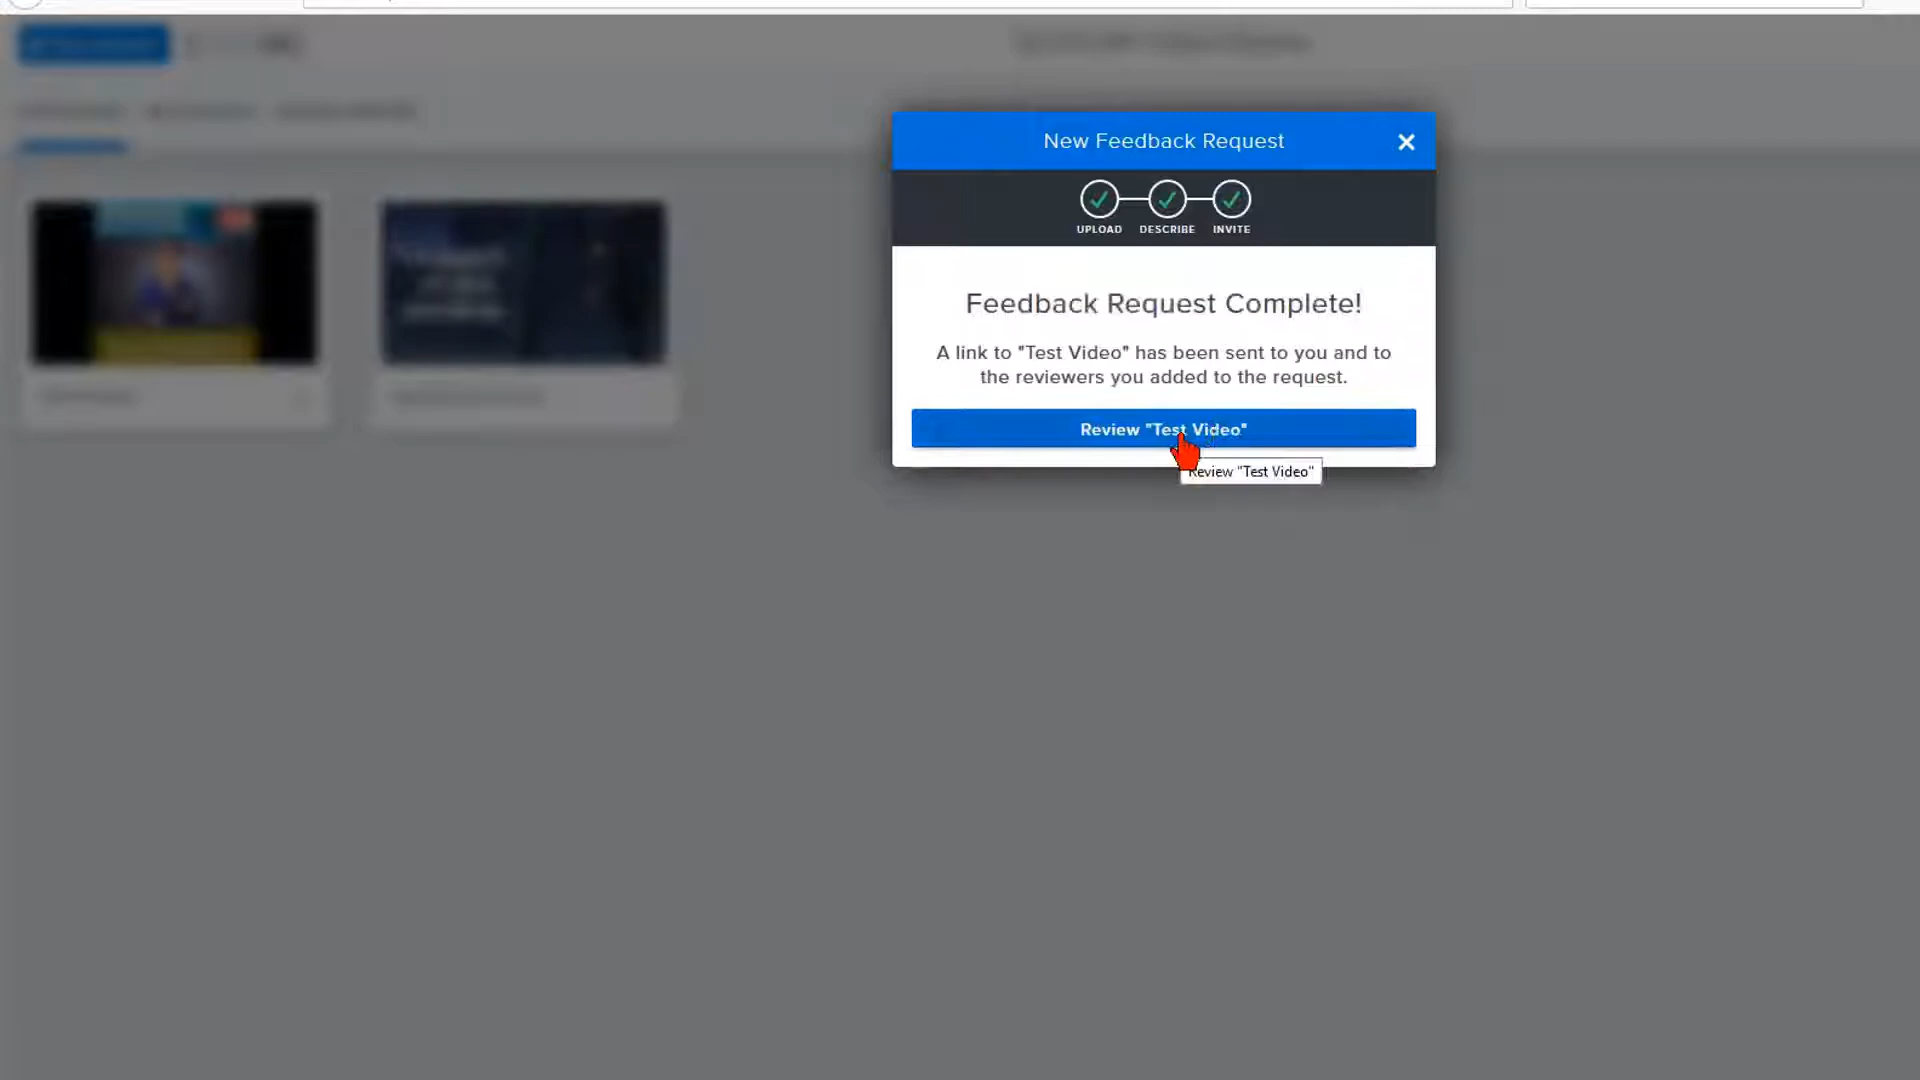 New Feedback Request
UPLOAD DESCRIBE INVITE
Feedback Request Complete!
A link to "Test Video" has been sent to you and to
the reviewers you added to the request.
Review "Test Video"
Review "Test Video"